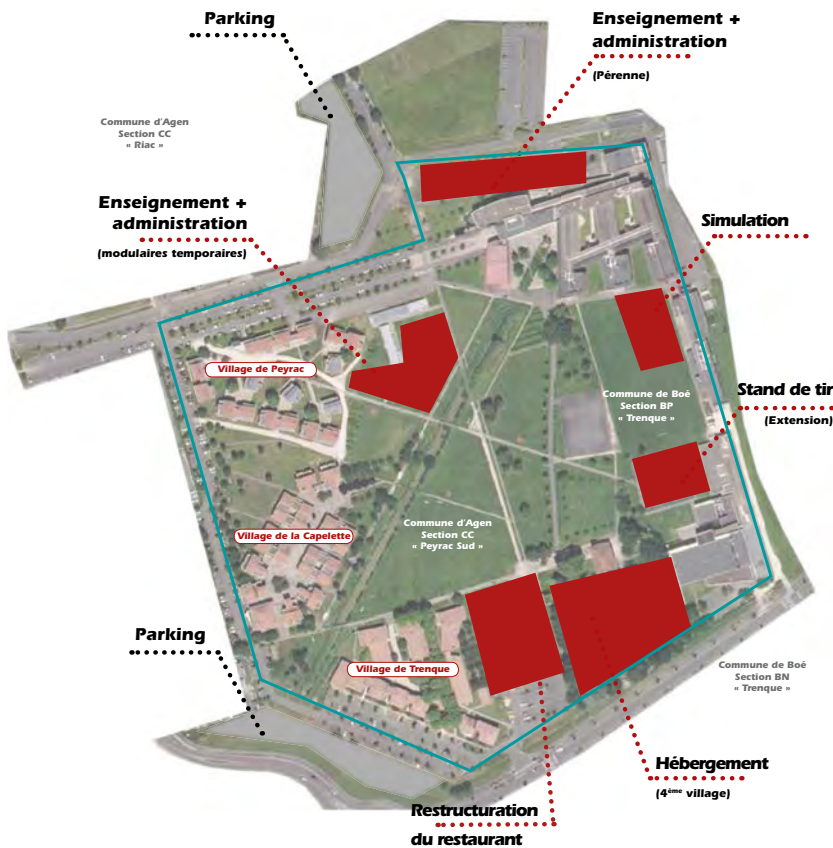 Parking
Enseignement +
administration
(Pérenne)
Commune d'Agen
Section CC
« Riac »
Enseignement +
administration
(modulaires temporaires)
Simulation
Village de Peyrac
Commune de Boé
Section BP
« Trenque »
Stand de tir
(Extension)
Commune d'Agen
Section CC
« Peyrac Sud »
Village de la Capelette
Parking
Village de Trenque
Commune de Boé
Section BN
« Trenque »
Hébergement
(4ème village)
Restructuration
du restaurant